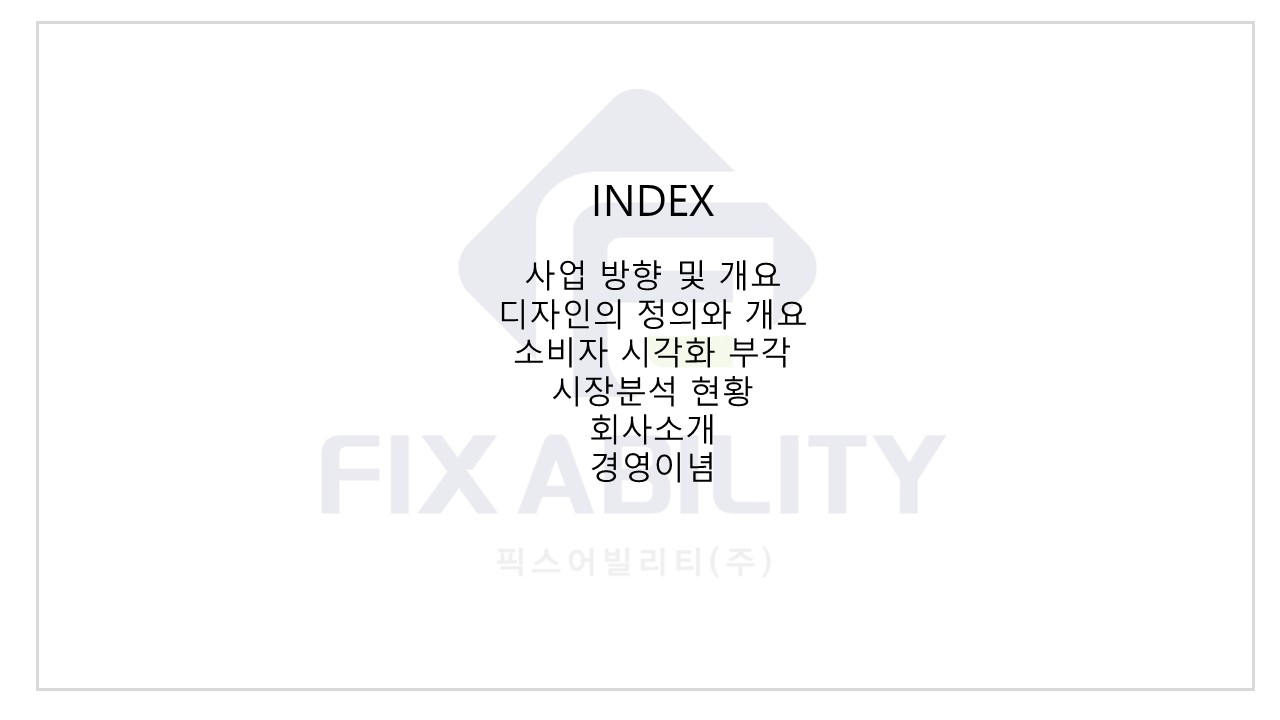 INDEX
사업 방향 및 개요
디자인의 정의와 개요
소비자 시각화 부각
시장분석 현황
회사소개
경영이념
FIX ABILITY
픽스어빌리티(주)